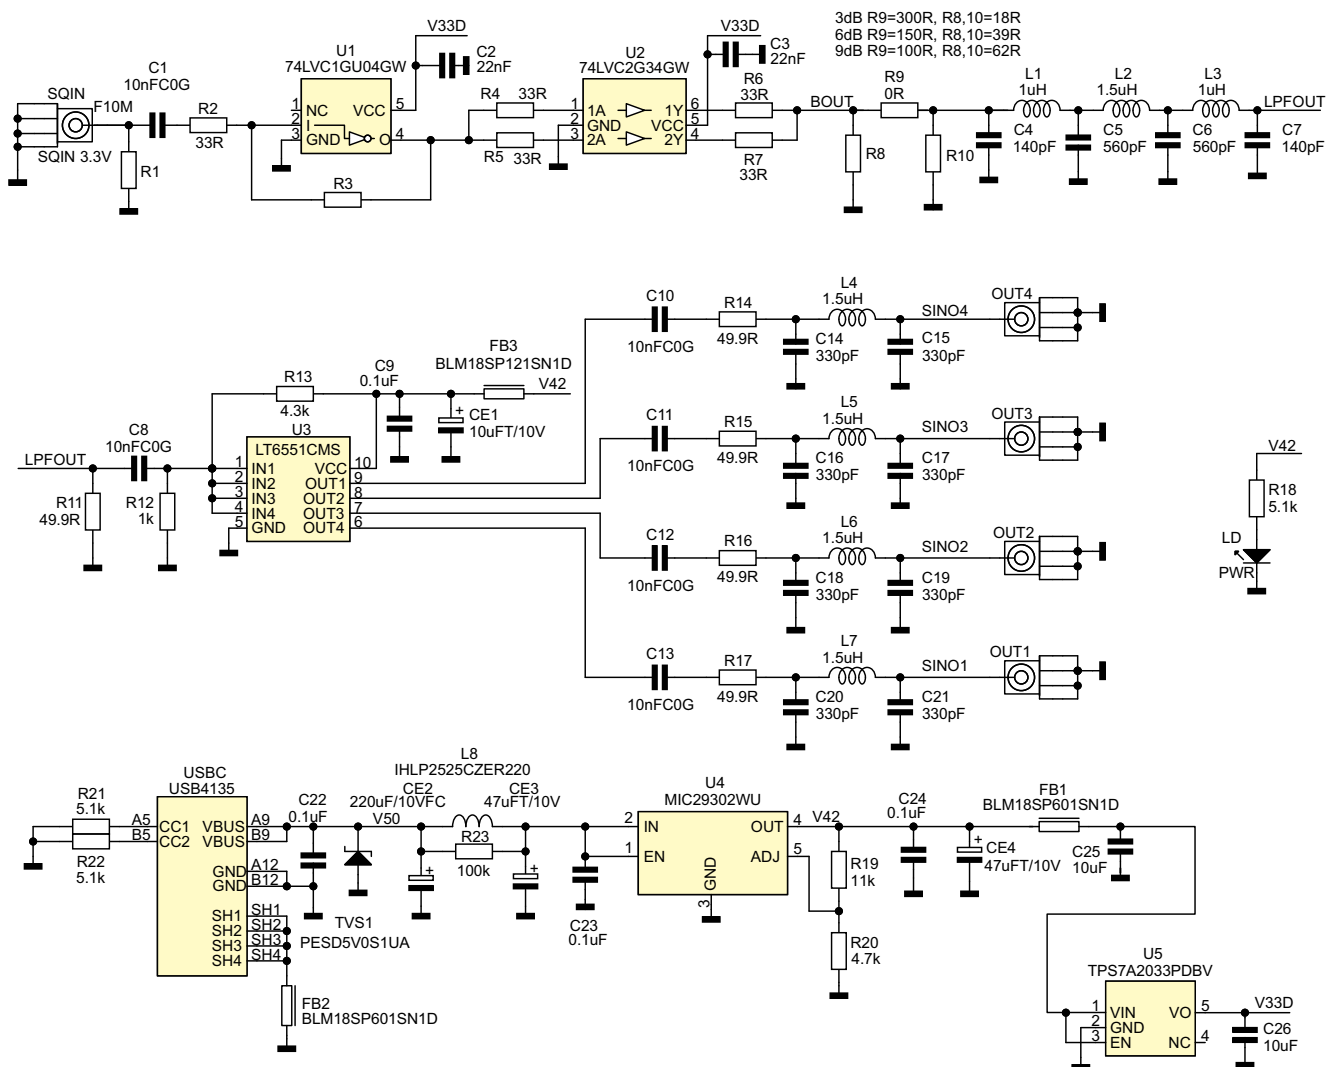 3dB R9=300R, R8,10=18R
6dB R9=150R, R8,10=39R
9dB R9=100R, R8,10=62R
SQIN
F10M
SQIN 3.3V
C1
10nFC0G
R1
R2
33R
U1
74LVC1GU04GW
1 NC VCC 5
2 I
3 GND O 4
V33D
C2
22nF
R3
R4 33R
R5 33R
U2
74LVC2G34GW
1 1A 1Y 6
2 GND VCC 5
3 2A 2Y 4
V33D
C3
22nF
R6
33R
R7
33R
BOUT
R8
R9
0R
R10
L1
1uH
C4
140pF
L2
1.5uH
C5
560pF
L3
1uH
C6
560pF
LPFOUT
C7
140pF
LPFOUT
R11
49.9R
C8
10nFC0G
R12
1k
R13
4.3k
U3
LT6551CMS
1 IN1 VCC 10
2 IN2 OUT1 9
3 IN3 OUT2 8
4 IN4 OUT3 7
5 GND OUT4 6
C9
0.1uF
FB3
BLM18SP121SN1D
V42
+
CE1
10uFT/10V
C10
10nFC0G
R14
49.9R
L4
1.5uH
C14
330pF
C15
330pF
SINO4
OUT4
C11
10nFC0G
R15
49.9R
L5
1.5uH
C16
330pF
C17
330pF
SINO3
OUT3
C12
10nFC0G
R16
49.9R
L6
1.5uH
C18
330pF
C19
330pF
SINO2
OUT2
C13
10nFC0G
R17
49.9R
L7
1.5uH
C20
330pF
C21
330pF
SINO1
OUT1
V42
R18
5.1k
LD
PWR
R21
5.1k
R22
5.1k
USBC
USB4135
A5 CC1 VBUS A9
B5 CC2 VBUS B9
GND A12
GND B12
SH1 SH1
SH2 SH2
SH3 SH3
SH4 SH4
FB2
BLM18SP601SN1D
C22
0.1uF
TVS1
PESD5V0S1UA
L8
IHLP2525CZER220
CE2
220uF/10VFC
V50
+
R23
100k
CE3
47uFT/10V
+
C23
0.1uF
U4
MIC29302WU
2 IN OUT 4
1 EN ADJ 5
GND
3
V42
R19
11k
R20
4.7k
C24
0.1uF
+
CE4
47uFT/10V
FB1
BLM18SP601SN1D
C25
10uF
U5
TPS7A2033PDBV
1 VIN VO 5
2 GND
3 EN NC 4
V33D
C26
10uF